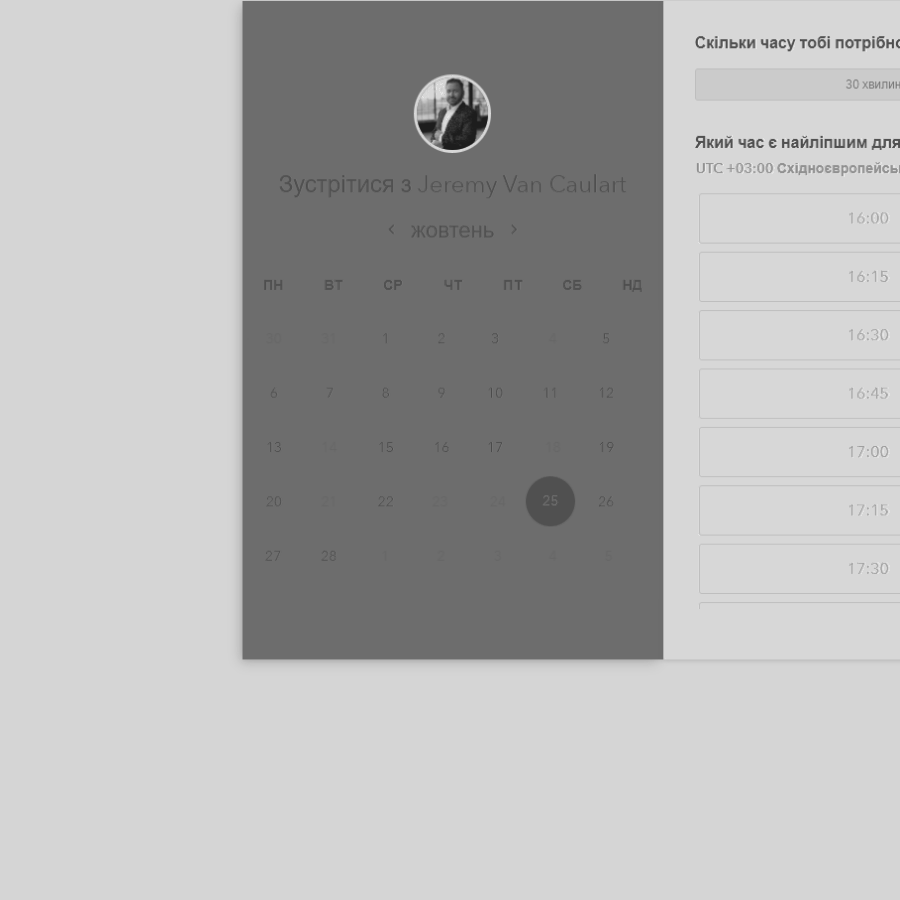 Зустрітися з Jeremy Van Caulart
жовтень
ПН ВТ СР ЧТ ПТ СБ НД
30 31 1 2 3 4 5
6 7 8 9 10 11 12
13 14 15 16 17 18 19
20 21 22 23 24 25 26
27 28 1 2 3 4 5
Скільки часу тобі потрібно
30 хвилин
Який час є найліпшим для
UTC +03:00 Східноєвропейсь
16:00
16:15
16:30
16:45
17:00
17:15
17:30